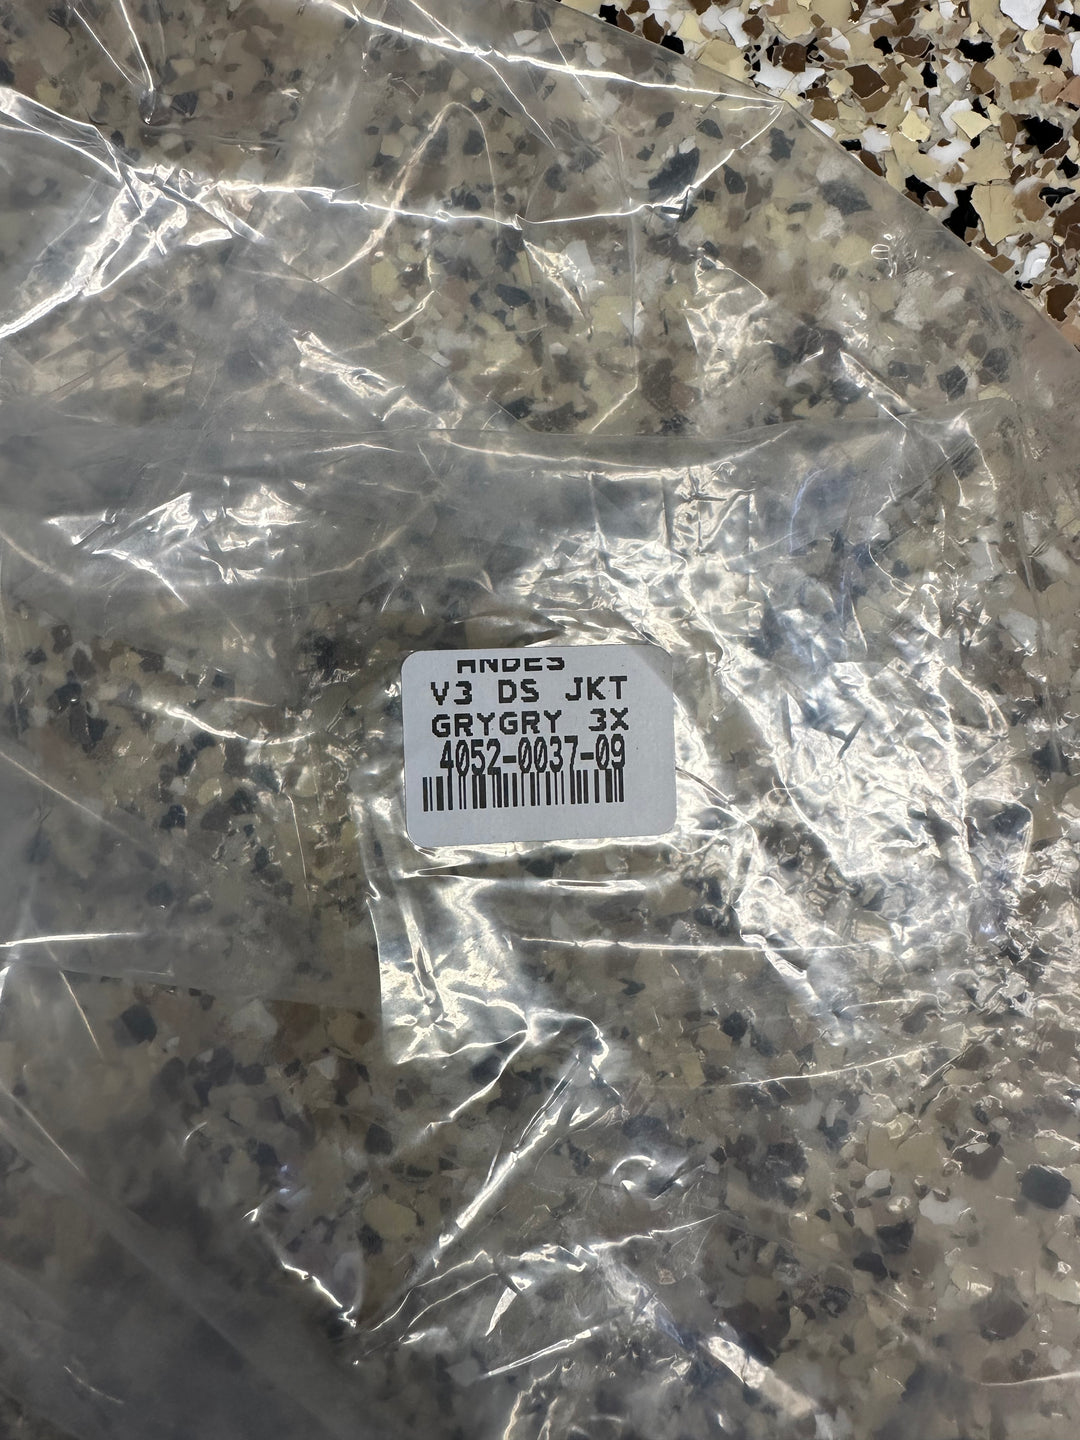 ANDES
V3 DS JKT
GRYGRY 3X
4052-0037-09